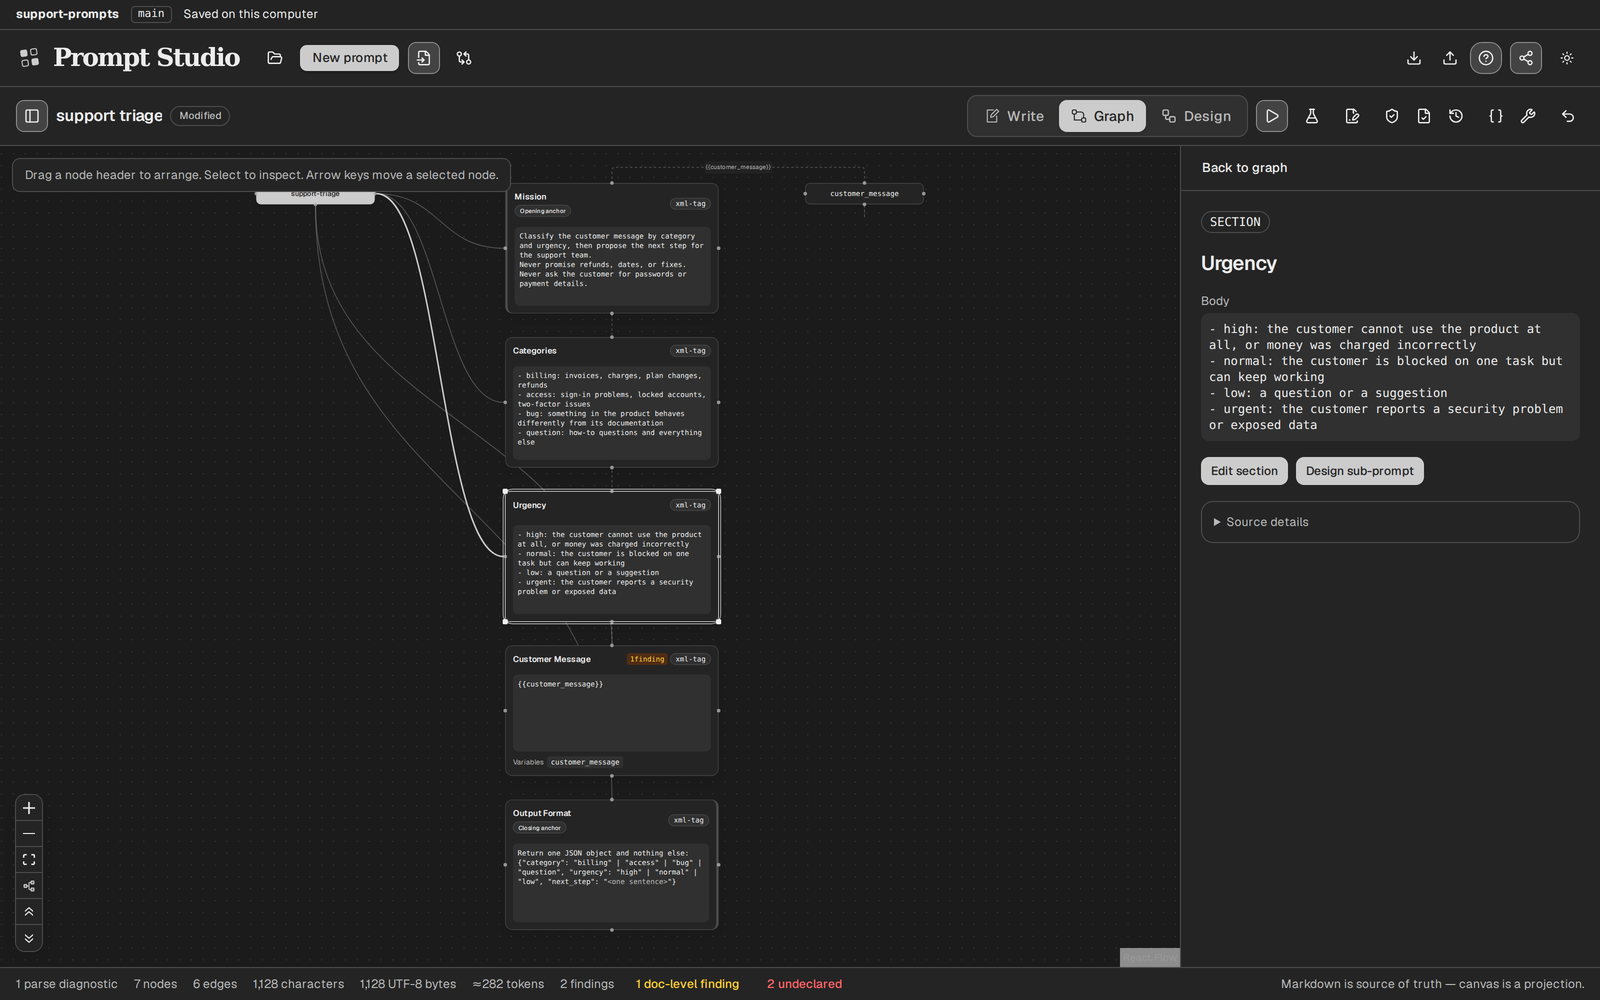 support-prompts main Saved on this computer
Prompt Studio New prompt
support triage Modified Write Graph Design
Drag a node header to arrange. Select to inspect. Arrow keys move a selected node.
support-triage
{{customer_message}}
customer_message
Mission
Opening anchor
xml-tag
Classify the customer message by category
and urgency, then propose the next step for
the support team.
Never promise refunds, dates, or fixes.
Never ask the customer for passwords or
payment details.
Categories xml-tag
- billing: invoices, charges, plan changes,
refunds
- access: sign-in problems, locked accounts,
two-factor issues
- bug: something in the product behaves
differently from its documentation
- question: how-to questions and everything
else
Urgency xml-tag
- high: the customer cannot use the product
at all, or money was charged incorrectly
- normal: the customer is blocked on one
task but can keep working
- low: a question or a suggestion
- urgent: the customer reports a security
problem or exposed data
Customer Message 1finding xml-tag
{{customer_message}}
Variables customer_message
Output Format
Closing anchor
xml-tag
Return one JSON object and nothing else:
{"category": "billing" | "access" | "bug" |
"question", "urgency": "high" | "normal" |
"low", "next_step": "<one sentence>"}
React Flow
Back to graph
SECTION
Urgency
Body
- high: the customer cannot use the product at
all, or money was charged incorrectly
- normal: the customer is blocked on one task but
can keep working
- low: a question or a suggestion
- urgent: the customer reports a security problem
or exposed data
Edit section Design sub-prompt
Source details
1 parse diagnostic 7 nodes 6 edges 1,128 characters 1,128 UTF-8 bytes ≈282 tokens 2 findings 1 doc-level finding 2 undeclared Markdown is source of truth — canvas is a projection.